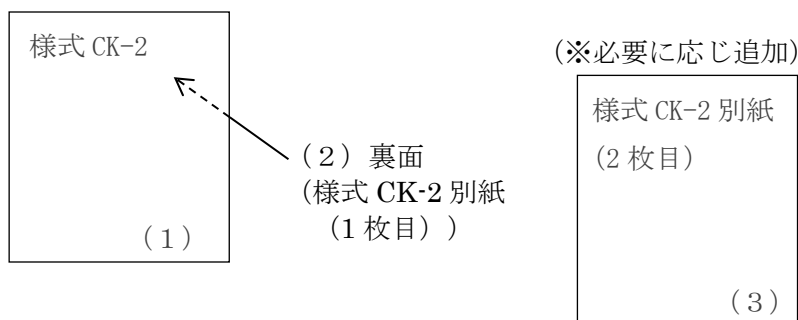 様式 CK-2
（１）
（２）裏面
（様式 CK-2 別紙
（1 枚目））
（※必要に応じ追加）
様式 CK-2 別紙
（2 枚目）
（３）